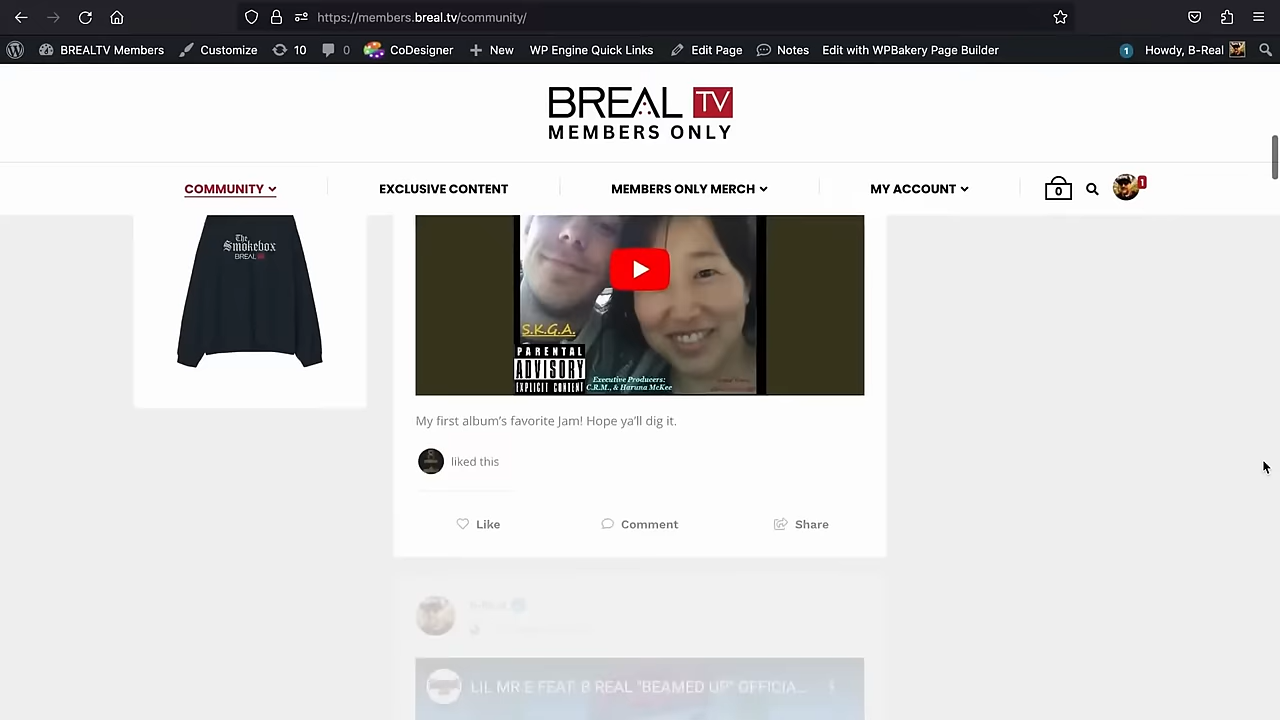 https://members.breal.tv/community/
BREALTV Members
Customize
10
0
CoDesigner
New
WP Engine Quick Links
Edit Page
Notes
Edit with WPBakery Page Builder
1
Howdy, B-Real
BREAL TV
MEMBERS ONLY
COMMUNITY
EXCLUSIVE CONTENT
MEMBERS ONLY MERCH
MY ACCOUNT
0
1
The
Smokebox
BREAL
S.K.G.A.
PARENTAL
ADVISORY
EXPLICIT CONTENT
Executive Producers:
C.R.M., & Haruna McKee
My first album's favorite Jam! Hope ya'll dig it.
liked this
Like
Comment
Share
LIL MR.E FEAT. B REAL "BEAMED UP" OFFICIA...